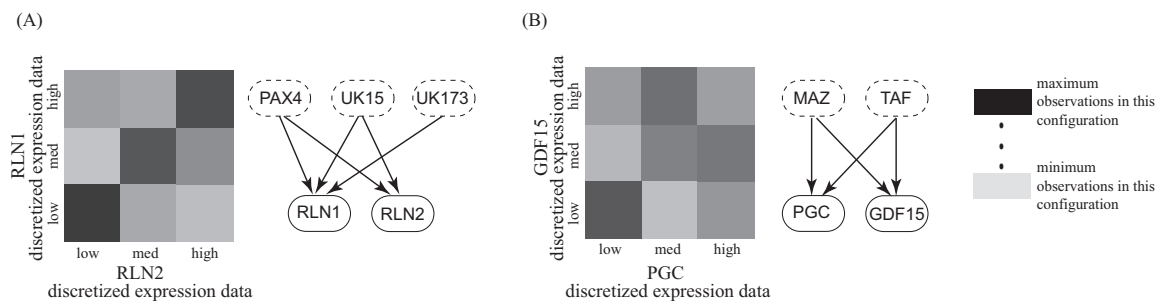 (A)
RLN1
discretized expression data
high
med
low
low med high
RLN2
discretized expression data
PAX4 UK15 UK173
RLN1 RLN2
(B)
GDF15
discretized expression data
high
med
low
low med high
PGC
discretized expression data
MAZ TAF
PGC GDF15
maximum
observations in this
configuration
minimum
observations in this
configuration